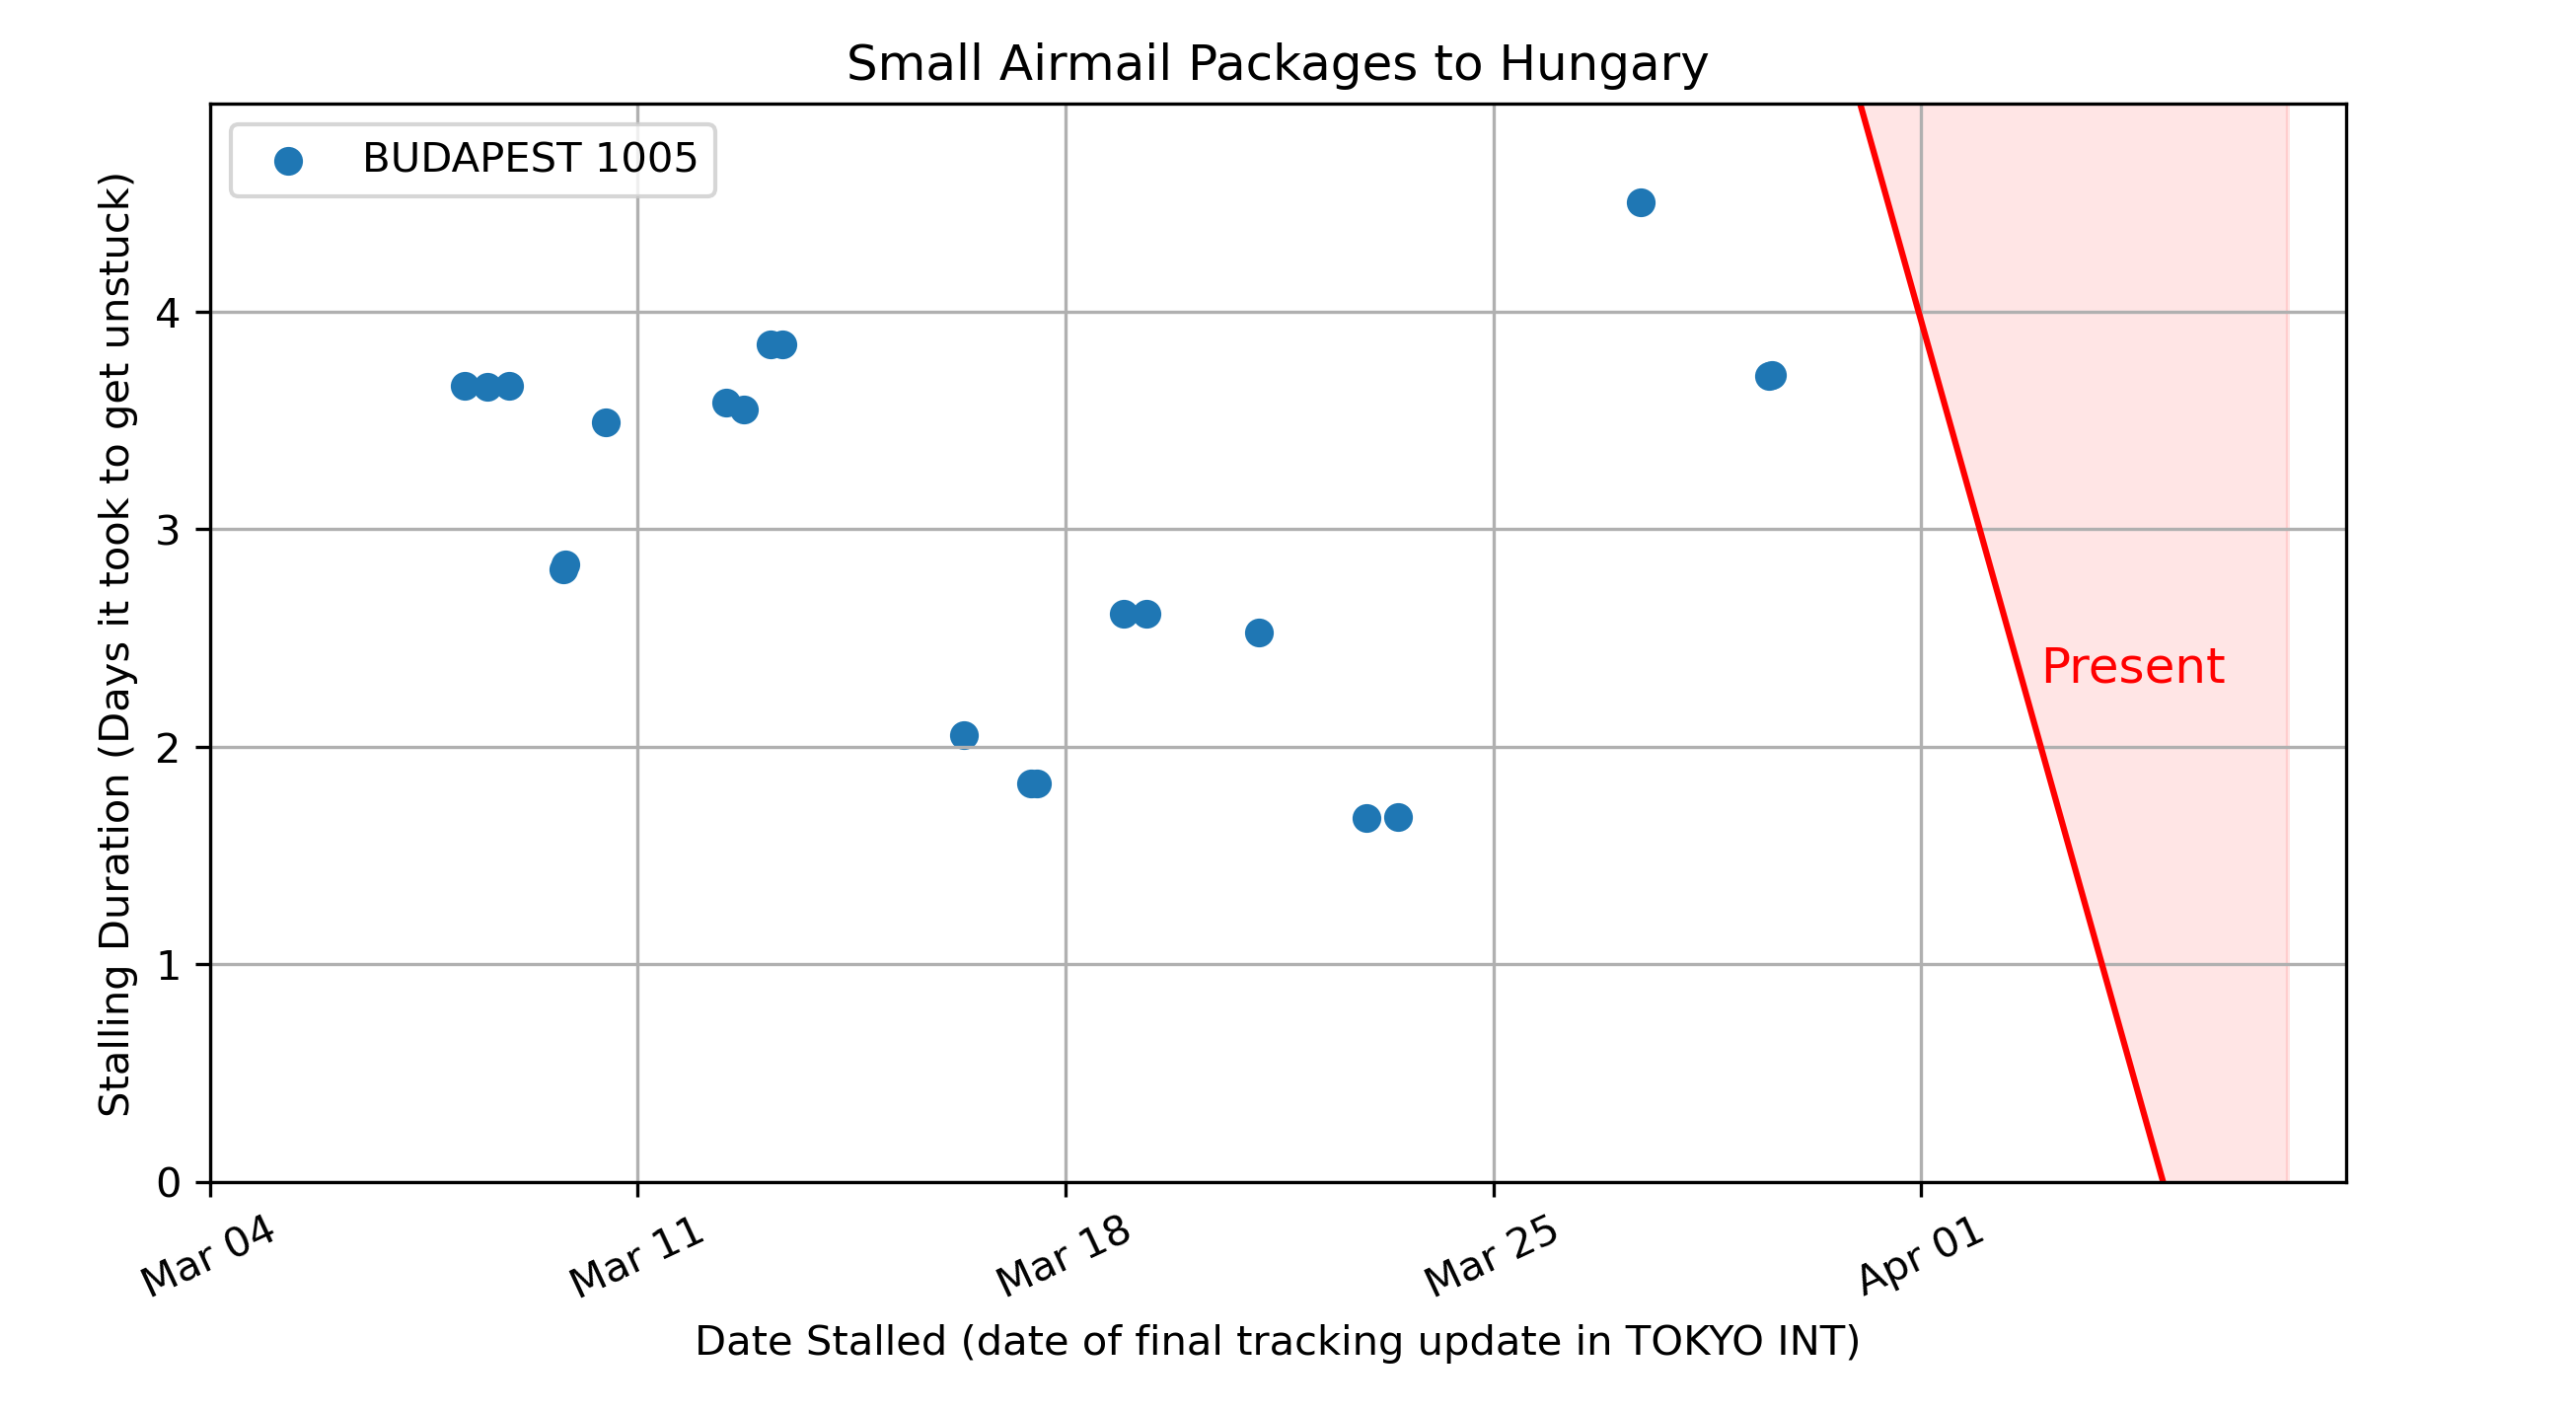 Small Airmail Packages to Hungary
BUDAPEST 1005
Stalling Duration (Days it took to get unstuck)
4
3
2
1
0
Present
Mar 04
Mar 11
Mar 18
Mar 25
Apr 01
Date Stalled (date of final tracking update in TOKYO INT)